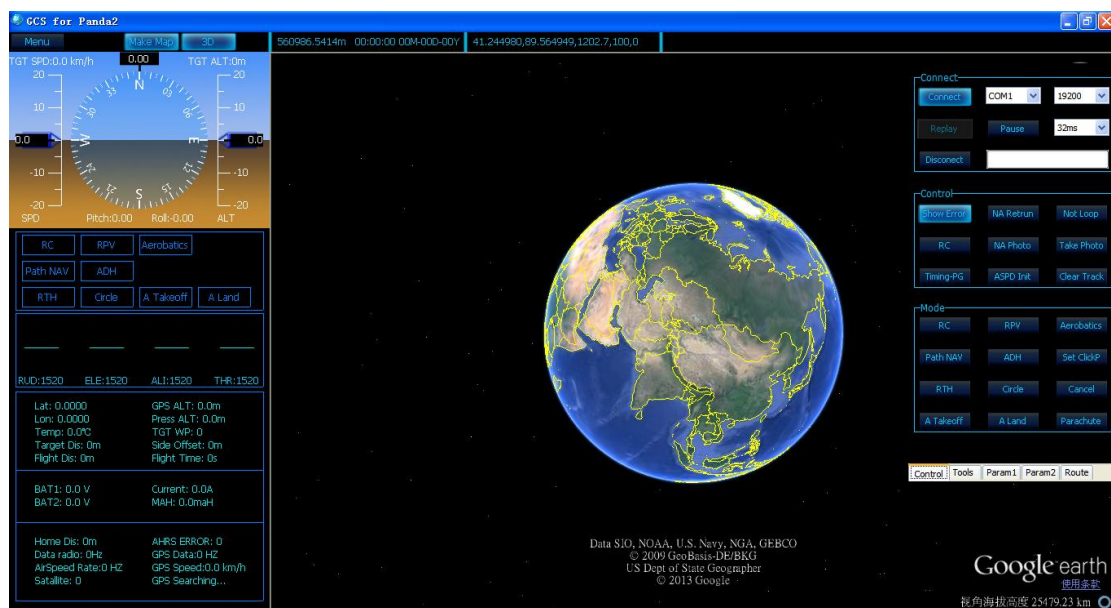 GCS for Panda2
Menu Make Map 3D 560986.5414m 00:00:00 00M-00D-00Y 41.244980,89.564949,1202.7,100,0
TGT SPD:0.0 km/h 0.00 TGT ALT:0m
20 20
N
33 03
10 10
0.0 W E 0.0
24
-10 -10
21 S 15
-20 -20
SPD Pitch:0.00 Roll:-0.00 ALT
RC RPV Aerobatics
Path NAV ADH
RTH Circle A Takeoff A Land
RUD:1520 ELE:1520 ALI:1520 THR:1520
Lat: 0.0000 GPS ALT: 0.0m
Lon: 0.0000 Press ALT: 0.0m
Temp: 0.0°C TGT WP: 0
Target Dis: 0m Side Offset: 0m
Flight Dis: 0m Flight Time: 0s
BAT1: 0.0 V Current: 0.0A
BAT2: 0.0 V MAH: 0.0maH
Home Dis: 0m AHRS ERROR: 0
Data radio: 0Hz GPS Data:0 HZ
AirSpeed Rate:0 HZ GPS Speed:0.0 km/h
Satallite: 0 GPS Searching...
Connect
Connect COM1 19200
Replay Pause 32ms
Disconect
Control
Show Error NA Retrun Not Loop
RC NA Photo Take Photo
Timing-PG ASPD Init Clear Track
Mode
RC RPV Aerobatics
Path NAV ADH Set ClickP
RTH Circle Cancel
A Takeoff A Land Parachute
Control Tools Param1 Param2 Route
Data SIO, NOAA, U.S. Navy, NGA, GEBCO
© 2009 GeoBasis-DE/BKG
US Dept of State Geographer
© 2013 Google
Google earth
使用条款
视角海拔高度 25479.23 km